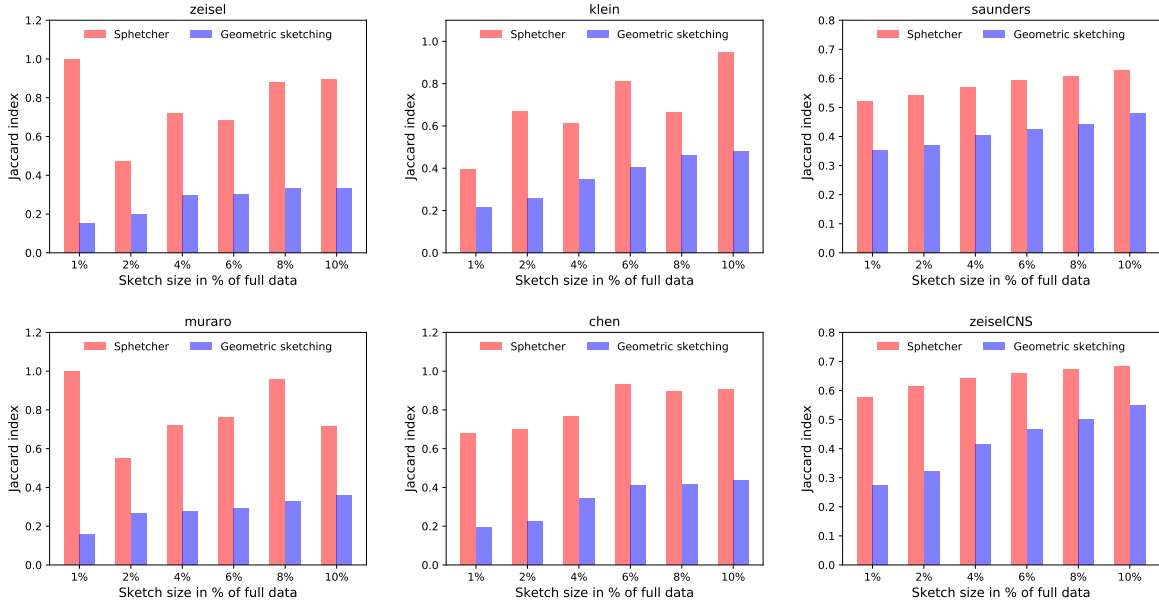 zeisel
Sphetcher
Geometric sketching
Jaccard index
1.2
1.0
0.8
0.6
0.4
0.2
0.0
1% 2% 4% 6% 8% 10%
Sketch size in % of full data
klein
Sphetcher
Geometric sketching
Jaccard index
1.0
0.8
0.6
0.4
0.2
0.0
1% 2% 4% 6% 8% 10%
Sketch size in % of full data
saunders
Sphetcher
Geometric sketching
Jaccard index
0.8
0.7
0.6
0.5
0.4
0.3
0.2
0.1
0.0
1% 2% 4% 6% 8% 10%
Sketch size in % of full data
muraro
Sphetcher
Geometric sketching
Jaccard index
1.2
1.0
0.8
0.6
0.4
0.2
0.0
1% 2% 4% 6% 8% 10%
Sketch size in % of full data
chen
Sphetcher
Geometric sketching
Jaccard index
1.2
1.0
0.8
0.6
0.4
0.2
0.0
1% 2% 4% 6% 8% 10%
Sketch size in % of full data
zeiselCNS
Sphetcher
Geometric sketching
Jaccard index
0.8
0.7
0.6
0.5
0.4
0.3
0.2
0.1
0.0
1% 2% 4% 6% 8% 10%
Sketch size in % of full data